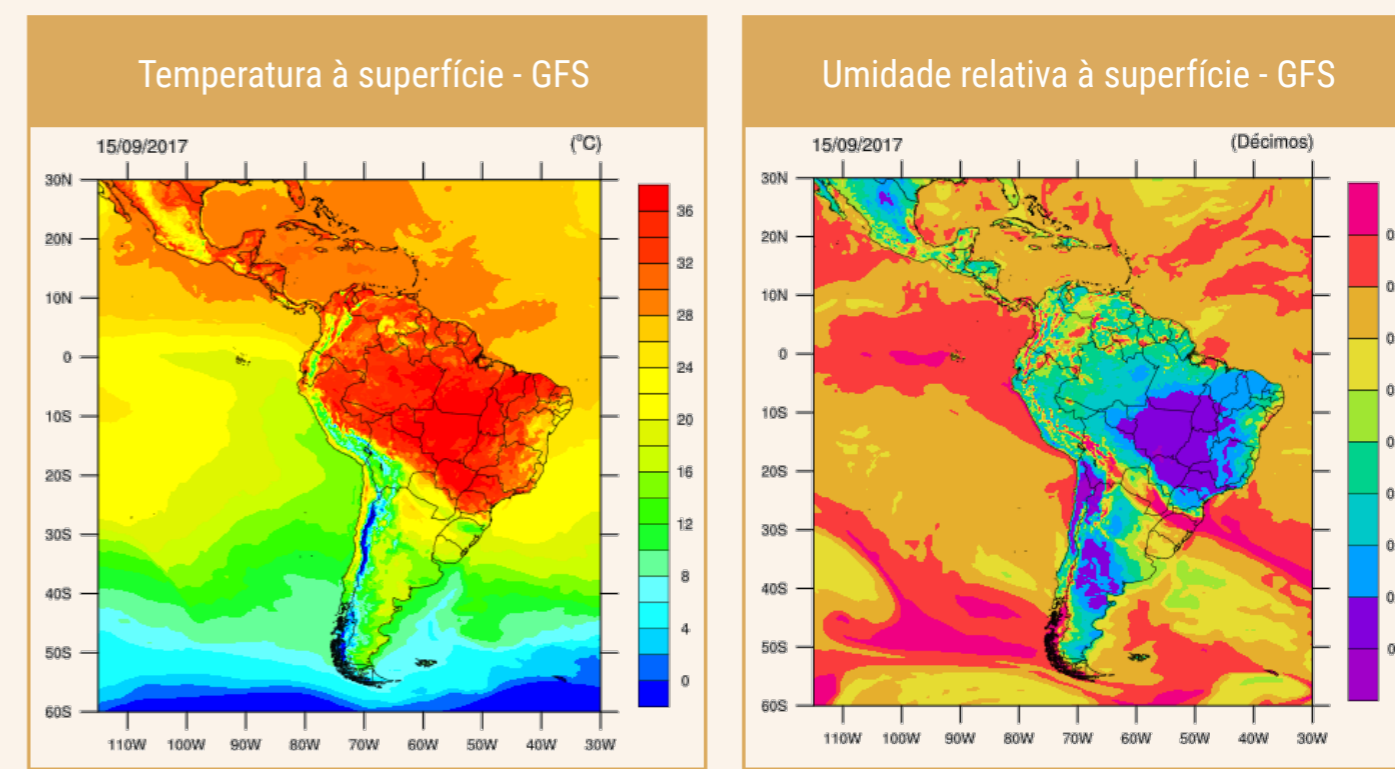 Temperatura à superfície - GFS
15/09/2017 (°C)
30N
20N
10N
0
10S
20S
30S
40S
50S
60S
110W 100W 90W 80W 70W 60W 50W 40W 30W
36
32
28
24
20
16
12
8
4
0
Umidade relativa à superfície - GFS
15/09/2017 (Décimos)
30N
20N
10N
0
10S
20S
30S
40S
50S
60S
110W 100W 90W 80W 70W 60W 50W 40W 30W